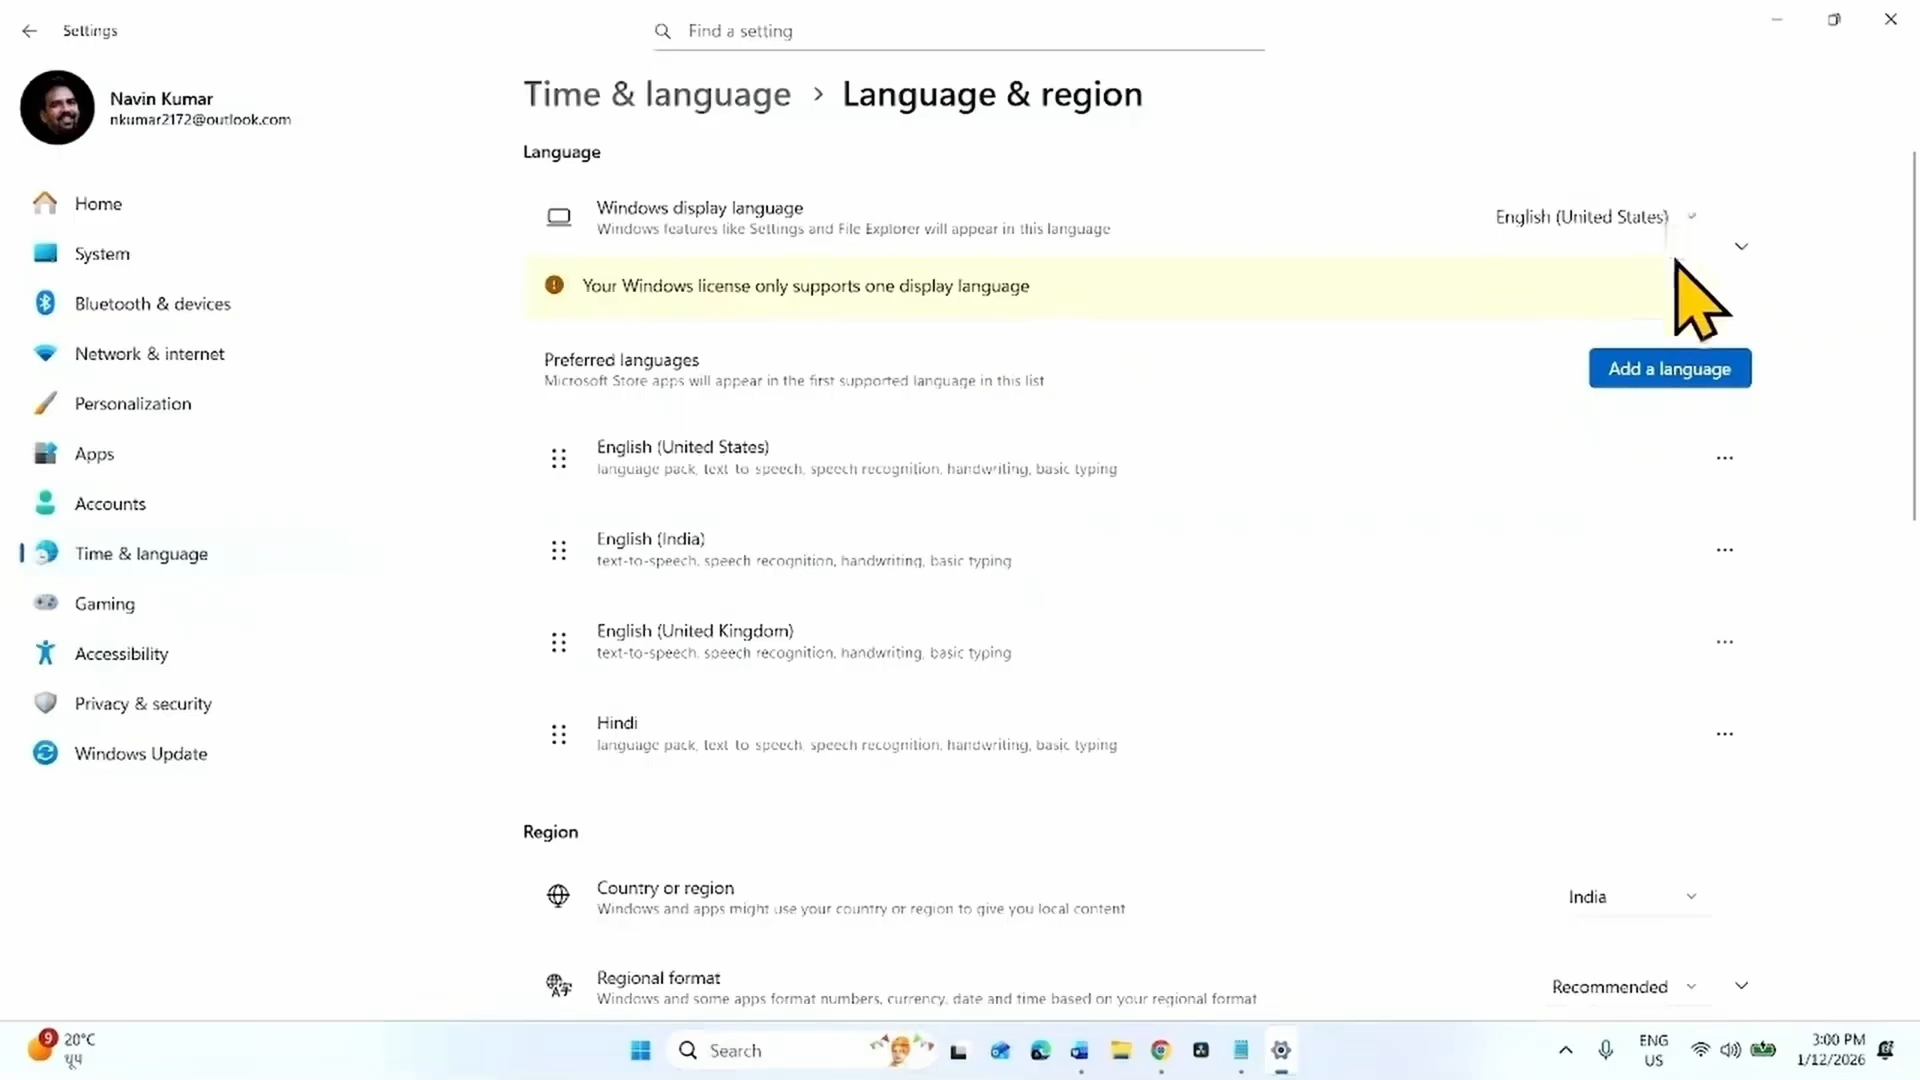 Settings
Find a setting
Navin Kumar
nkumar2172@outlook.com
Home
System
Bluetooth & devices
Network & internet
Personalization
Apps
Accounts
Time & language
Gaming
Accessibility
Privacy & security
Windows Update
Time & language › Language & region
Language
Windows display language
Windows features like Settings and File Explorer will appear in this language
English (United States)
Your Windows license only supports one display language
Preferred languages
Microsoft Store apps will appear in the first supported language in this list
Add a language
English (United States)
language pack, text-to-speech, speech recognition, handwriting, basic typing
English (India)
text-to-speech, speech recognition, handwriting, basic typing
English (United Kingdom)
text-to-speech, speech recognition, handwriting, basic typing
Hindi
language pack, text-to-speech, speech recognition, handwriting, basic typing
Region
Country or region
Windows and apps might use your country or region to give you local content
India
Regional format
Windows and some apps format numbers, currency, date and time based on your regional format
Recommended
9
20°C
Search
ENG
US
3:00 PM
1/12/2026